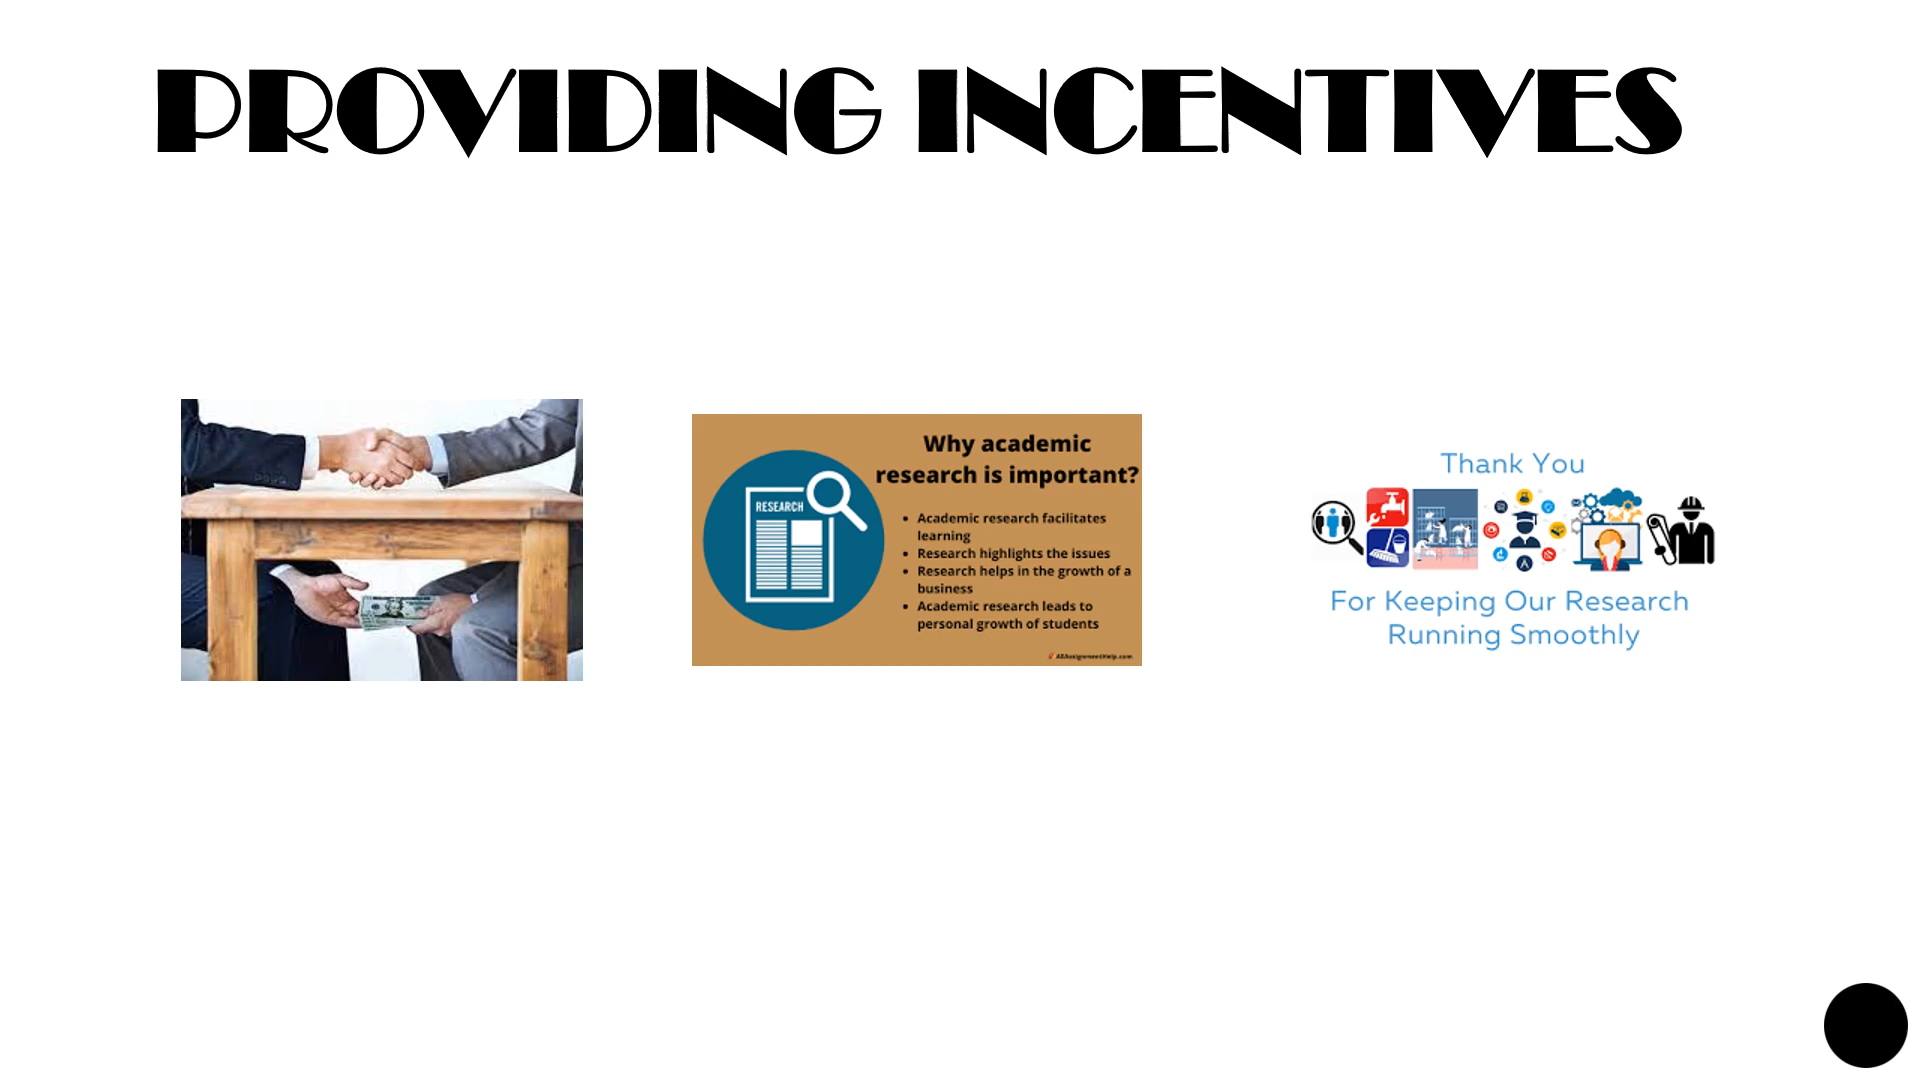 PROVIDING INCENTIVES
Why academic
research is important?
RESEARCH
• Academic research facilitates
learning
• Research highlights the issues
• Research helps in the growth of a
business
• Academic research leads to
personal growth of students
AllAssignmentHelp.com
Thank You
For Keeping Our Research
Running Smoothly